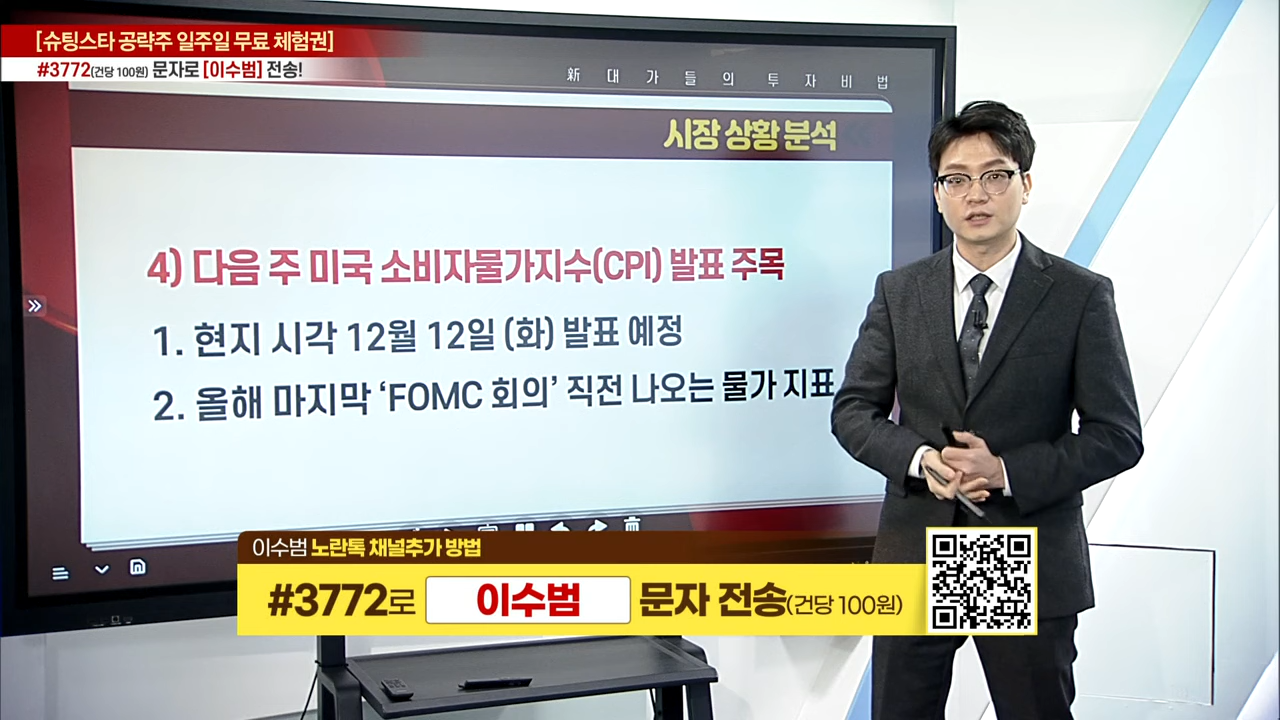 [슈팅스타 공략주 일주일 무료 체험권]
#3772(건당 100원) 문자로 [이수범] 전송!
新대가들의투자비법
시장 상황 분석
4) 다음 주 미국 소비자물가지수(CPI) 발표 주목
1. 현지 시각 12월 12일 (화) 발표 예정
2. 올해 마지막 ‘FOMC 회의’ 직전 나오는 물가 지표
이수범 노란톡 채널추가 방법
#3772로 이수범 문자 전송(건당 100원)